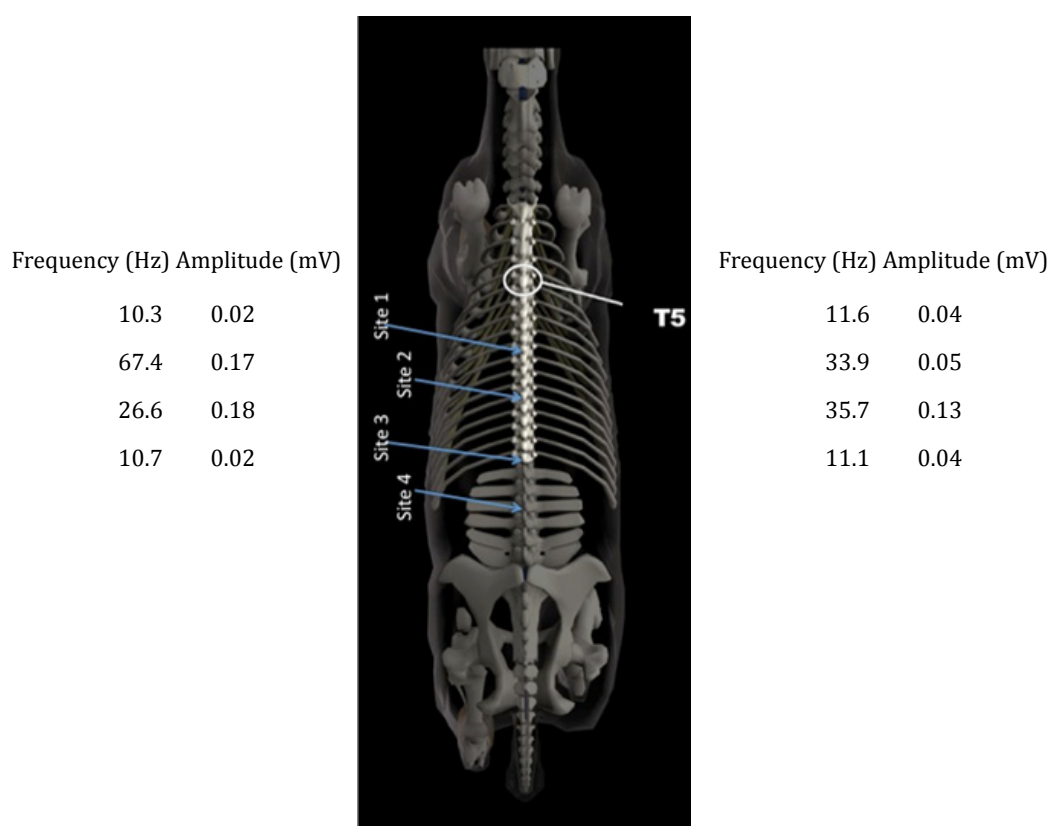 Frequency (Hz) Amplitude (mV)
10.3 0.02
67.4 0.17
26.6 0.18
10.7 0.02
Site 1
Site 2
Site 3
Site 4
T5
Frequency (Hz) Amplitude (mV)
11.6 0.04
33.9 0.05
35.7 0.13
11.1 0.04